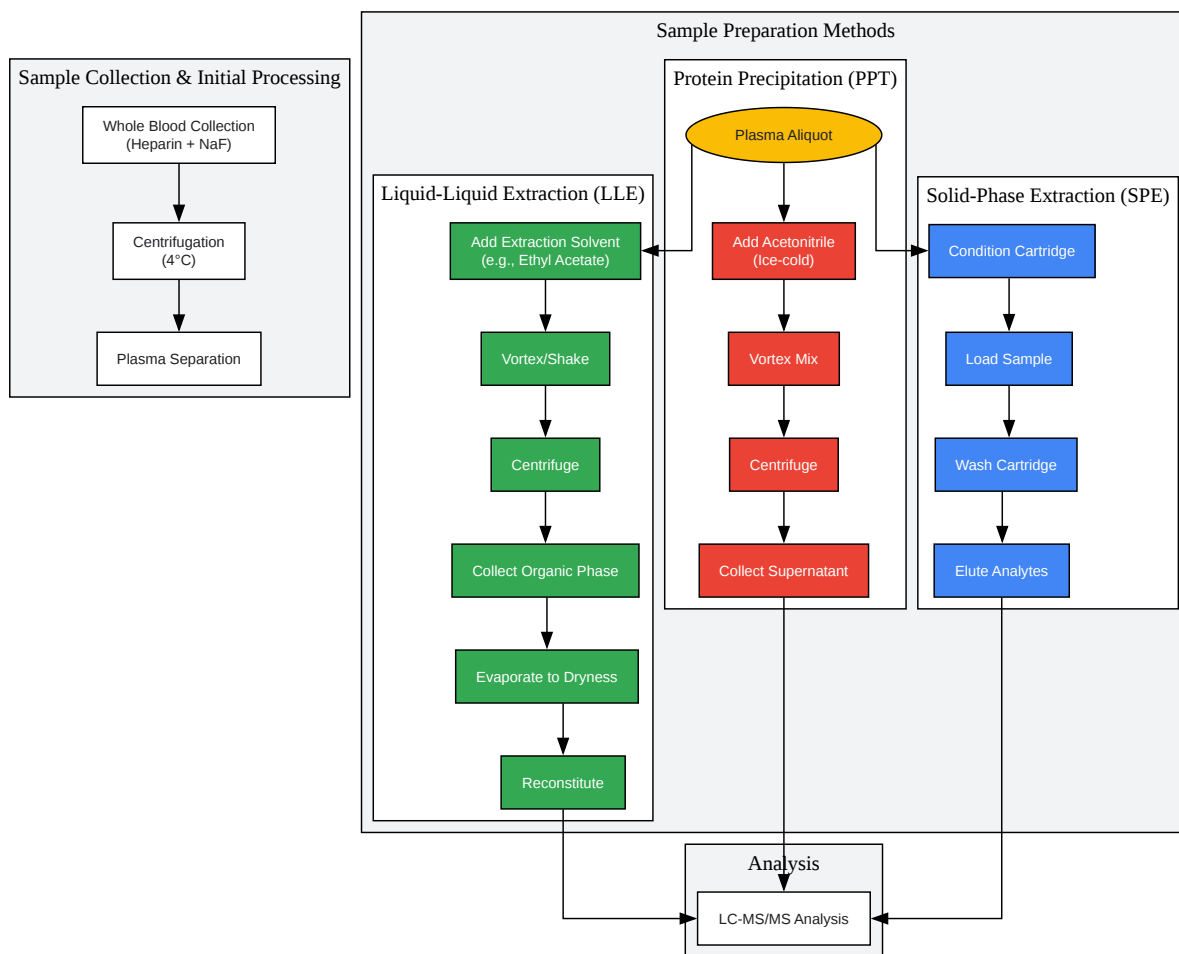 Sample Collection & Initial Processing
Whole Blood Collection
(Heparin + NaF)
Centrifugation
(4°C)
Plasma Separation
Sample Preparation Methods
Liquid-Liquid Extraction (LLE)
Add Extraction Solvent
(e.g., Ethyl Acetate)
Vortex/Shake
Centrifuge
Collect Organic Phase
Evaporate to Dryness
Reconstitute
Protein Precipitation (PPT)
Plasma Aliquot
Add Acetonitrile
(Ice-cold)
Vortex Mix
Centrifuge
Collect Supernatant
Solid-Phase Extraction (SPE)
Condition Cartridge
Load Sample
Wash Cartridge
Elute Analytes
Analysis
LC-MS/MS Analysis